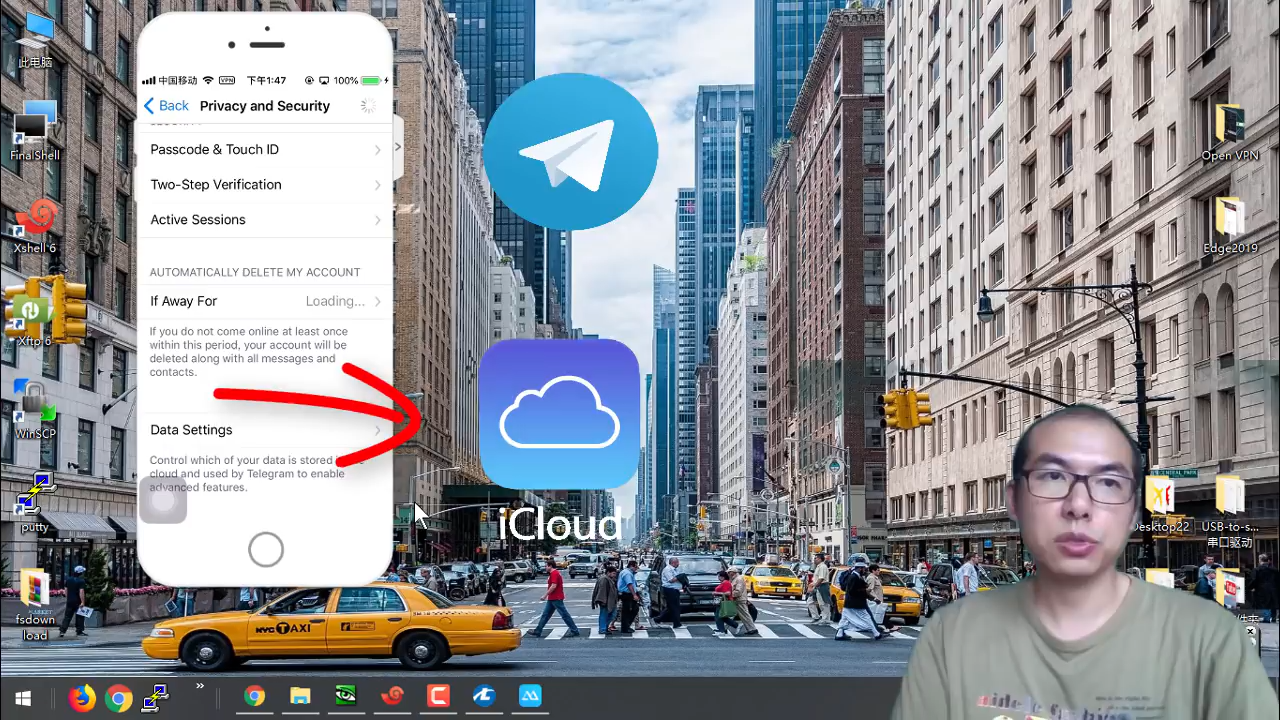 此电脑
FinalShell
Xshell 6
Xftp 6
WinSCP
putty
fsdown
load
中国移动
VPN
下午1:47
100%
Back
Privacy and Security
Passcode & Touch ID
Two-Step Verification
Active Sessions
AUTOMATICALLY DELETE MY ACCOUNT
If Away For
Loading...
If you do not come online at least once
within this period, your account will be
deleted along with all messages and
contacts.
Data Settings
Control which of your data is stored
cloud and used by Telegram to enable
advanced features.
iCloud
NYC TAXI
Open VPN
Edge2019
Desktop22
USB-to-s...
串口驱动